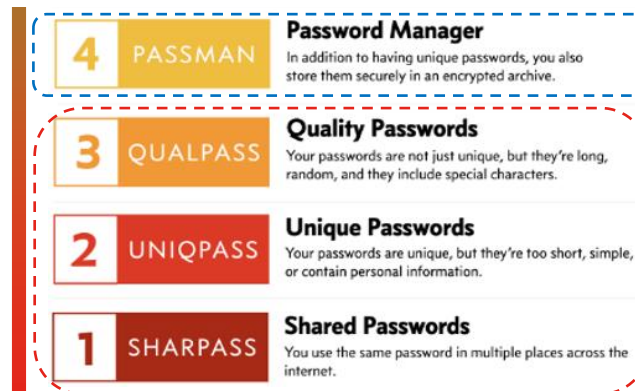 Password Manager
4 PASSMAN
In addition to having unique passwords, you also
store them securely in an encrypted archive.
Quality Passwords
3 QUALPASS
Your passwords are not just unique, but they're long,
random, and they include special characters.
Unique Passwords
2 UNIQPASS
Your passwords are unique, but they're too short, simple,
or contain personal information.
Shared Passwords
1 SHARPASS
You use the same password in multiple places across the
internet.